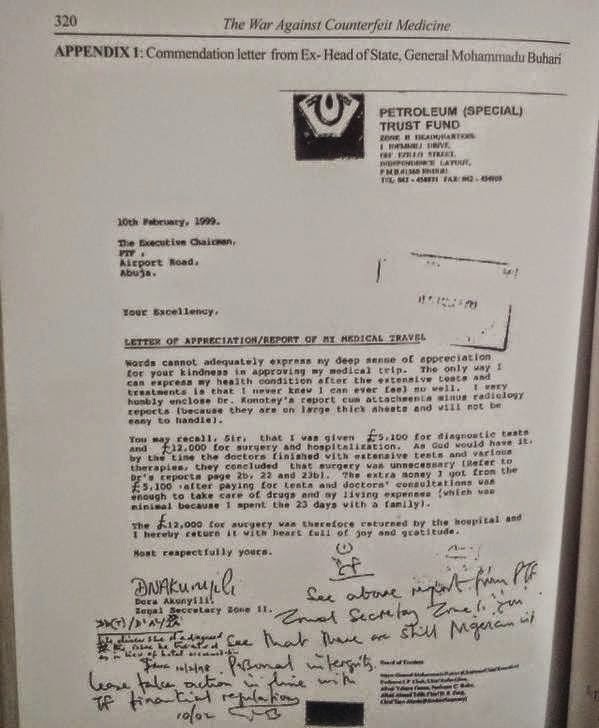 320
The War Against Counterfeit Medicine
APPENDIX 1: Commendation letter from Ex- Head of State, General Mohammadu Buhari
PETROLEUM (SPECIAL)
TRUST FUND
ZONE II HEADQUARTERS
INDEPENDENCE LAYOUT,
10th February, 1999.
The Executive Chairman,
PTF,
Airport Road,
Abuja.
Your Excellency,
LETTER OF APPRECIATION/REPORT OF MY MEDICAL TRAVEL
Words cannot adequately express my deep sense of appreciation
for your kindness in approving my medical trip. The only way I
can express my health condition after the extensive tests and
treatments is that I never knew I can ever feel so well. I very
humbly enclose Dr. Konotey's report cum attachments minus radiology
reports (because they are on large thick sheets and will not be
easy to handle).
You may recall, Sir, that I was given £5,100 for diagnostic tests
and £12,000 for surgery and hospitalization. As God would have it,
by the time the doctors finished with extensive tests and various
therapies, they concluded that surgery was unnecessary (Refer to
Dr's reports page 2b, 22 and 23b). The extra money I got from the
£5,100 after paying for tests and doctors' consultations was
enough to take care of drugs and my living expenses (which was
minimal because I spent the 23 days with a family).
The £12,000 for surgery was therefore returned by the hospital and
I hereby return it with heart full of joy and gratitude.
Most respectfully yours.
DNAkunyili
Dora Akunyili
Zonal Secretary Zone II.
See above report from PTF
Zonal Secretary Zone II
See that there are still Nigerians with
Personal integrity.
take action in line with
financial regulation
10/02
Board of Trustees